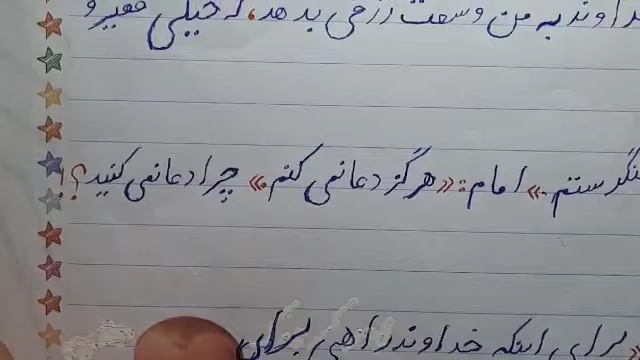 خداوند به من وسعت رزقی بدهد، که خیلی فقیر و
تنگدستم.» امام: «هرگز دعا نمی کنم.» چرا دعا نمی کنید؟!
«برای اینکه خداوند راهی برای